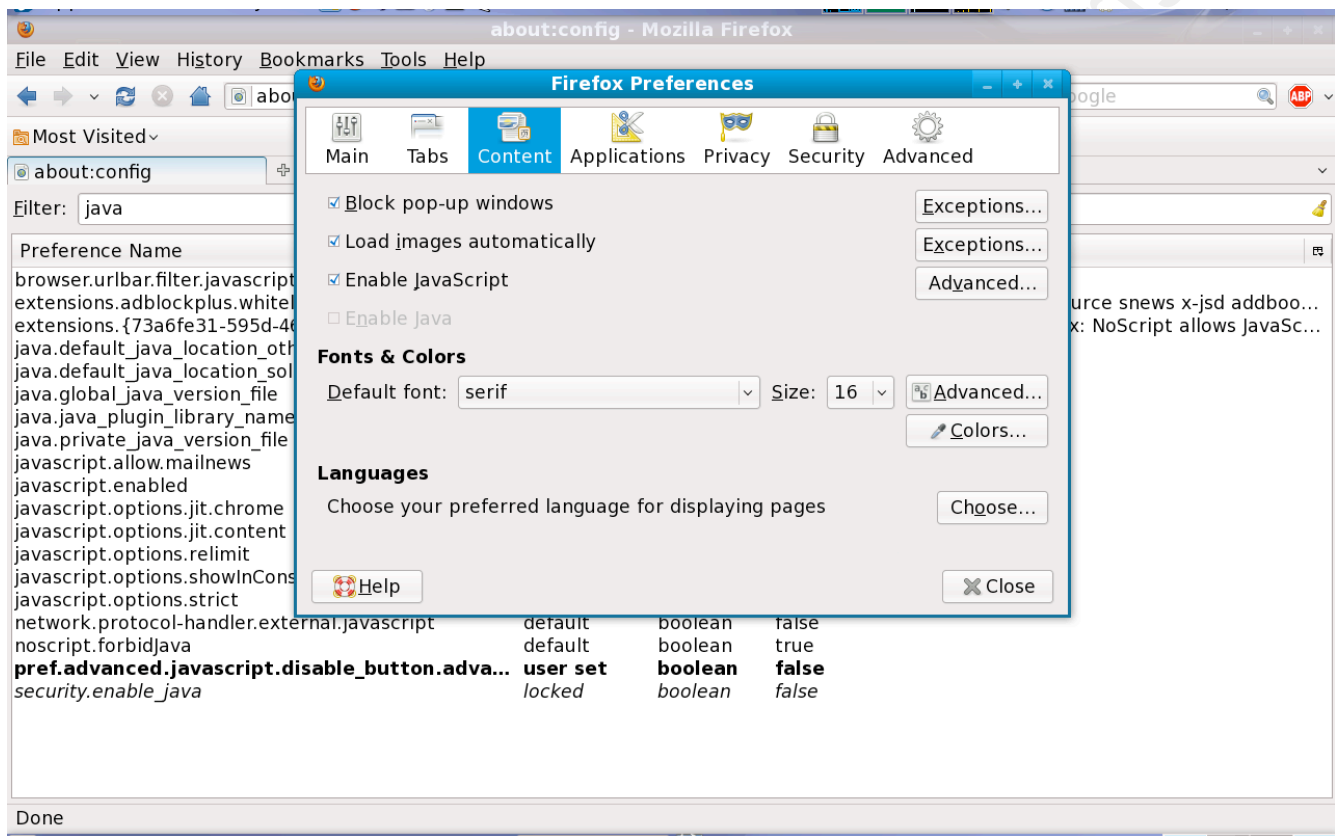 about:config - Mozilla Firefox
File Edit View History Bookmarks Tools Help
Firefox Preferences
abou
oogle
ABP
Most Visited
Main Tabs Content Applications Privacy Security Advanced
about:config
Filter: java
Block pop-up windows Exceptions...
Load images automatically Exceptions...
Enable JavaScript Advanced...
Enable Java
Fonts & Colors
Default font: serif Size: 16 Advanced...
Colors...
Languages
Choose your preferred language for displaying pages Choose...
Help Close
Preference Name
browser.urlbar.filter.javascript
extensions.adblockplus.whitel urce snews x-jsd addboo...
extensions.{73a6fe31-595d-46 x: NoScript allows JavaSc...
java.default_java_location_oth
java.default_java_location_sol
java.global_java_version_file
java.java_plugin_library_name
java.private_java_version_file
javascript.allow.mailnews
javascript.enabled
javascript.options.jit.chrome
javascript.options.jit.content
javascript.options.relimit
javascript.options.showInCons
javascript.options.strict
network.protocol-handler.external.javascript default boolean false
noscript.forbidJava default boolean true
pref.advanced.javascript.disable_button.adva... user set boolean false
security.enable_java locked boolean false
Done